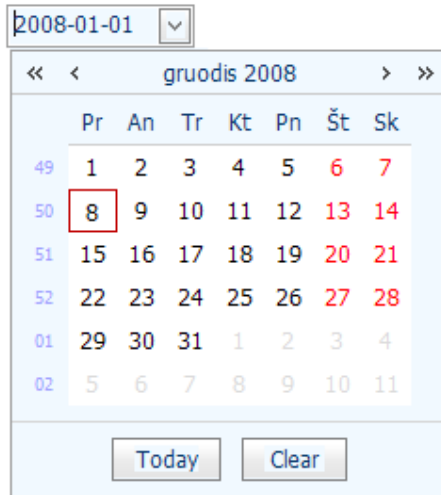 2008-01-01
« ‹ gruodis 2008 › »
Pr An Tr Kt Pn Št Sk
49 1 2 3 4 5 6 7
50 8 9 10 11 12 13 14
51 15 16 17 18 19 20 21
52 22 23 24 25 26 27 28
01 29 30 31 1 2 3 4
02 5 6 7 8 9 10 11
Today Clear